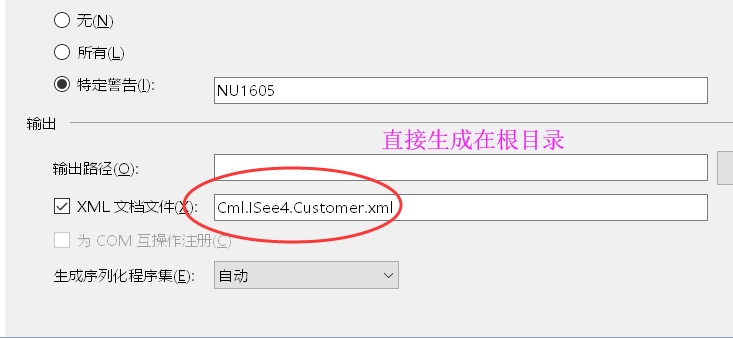 无(N)
所有(L)
特定警告(I):
NU1605
输出
直接生成在根目录
输出路径(O):
XML 文档文件(X):
Cml.ISee4.Customer.xml
为 COM 互操作注册(C)
生成序列化程序集(E):
自动